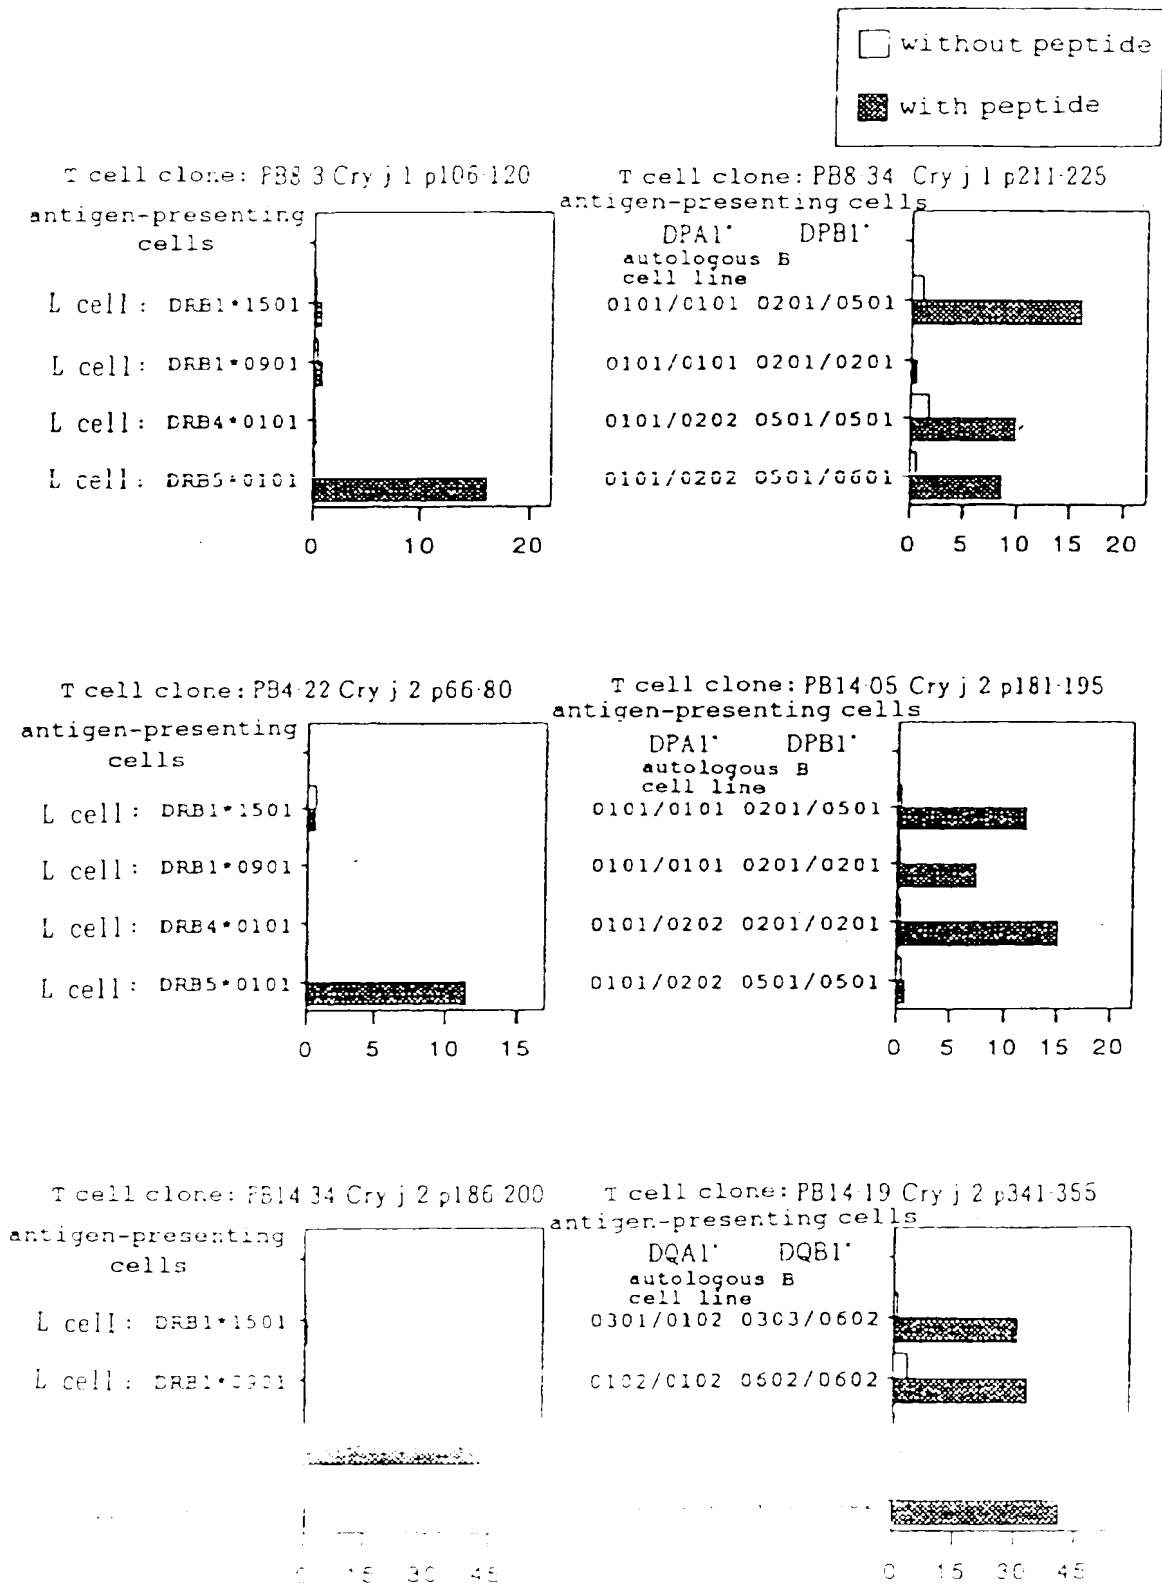 without peptide
with peptide
T cell clone: PB8·3 Cry j 1 p106·120
antigen-presenting
cells
L cell: DRB1*1501
L cell: DRB1*0901
L cell: DRB4*0101
L cell: DRB5*0101
0 10 20
T cell clone: PB8·34 Cry j 1 p211·225
antigen-presenting cells
DPA1* DPB1*
autologous B
cell line
0101/0101 0201/0501
0101/0101 0201/0201
0101/0202 0501/0501
0101/0202 0501/0601
0 5 10 15 20
T cell clone: PB4·22 Cry j 2 p66·80
antigen-presenting
cells
L cell: DRB1*1501
L cell: DRB1*0901
L cell: DRB4*0101
L cell: DRB5*0101
0 5 10 15
T cell clone: PB14·05 Cry j 2 p181·195
antigen-presenting cells
DPA1* DPB1*
autologous B
cell line
0101/0101 0201/0501
0101/0101 0201/0201
0101/0202 0201/0201
0101/0202 0501/0501
0 5 10 15 20
T cell clone: PB14·34 Cry j 2 p186·200
antigen-presenting
cells
L cell: DRB1*1501
L cell: DRB1*0901
0 15 30 45
T cell clone: PB14·19 Cry j 2 p341·355
antigen-presenting cells
DQA1* DQB1*
autologous B
cell line
0301/0102 0303/0602
0102/0102 0602/0602
0 15 30 45